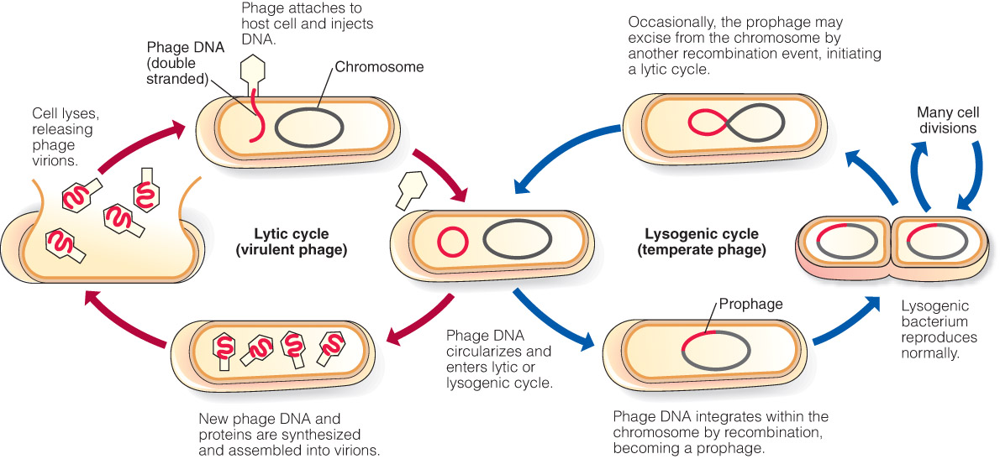 Phage attaches to
host cell and injects
DNA.
Phage DNA
(double
stranded)
Chromosome
Cell lyses,
releasing
phage
virions.
Lytic cycle
(virulent phage)
New phage DNA and
proteins are synthesized
and assembled into virions.
Phage DNA
circularizes and
enters lytic or
lysogenic cycle.
Occasionally, the prophage may
excise from the chromosome by
another recombination event, initiating
a lytic cycle.
Many cell
divisions
Lysogenic cycle
(temperate phage)
Prophage
Lysogenic
bacterium
reproduces
normally.
Phage DNA integrates within the
chromosome by recombination,
becoming a prophage.